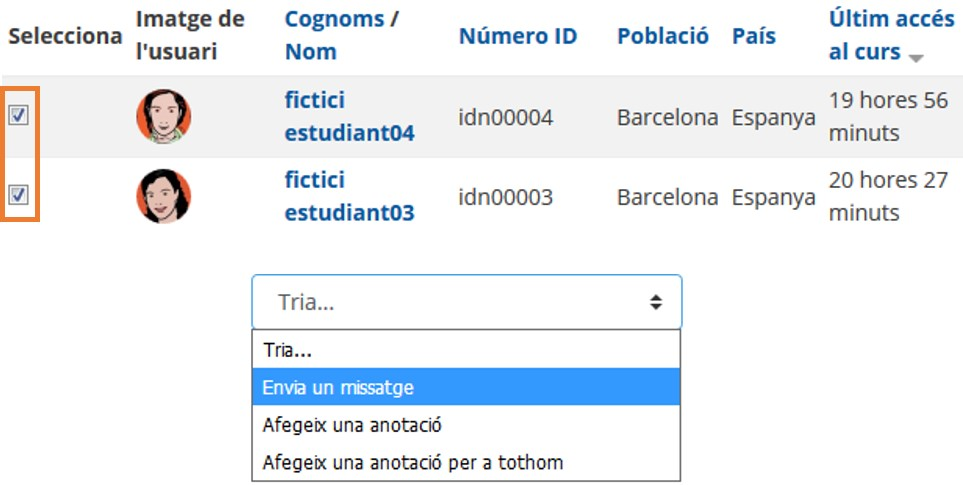 Selecciona Imatge de l'usuari Cognoms / Nom Número ID Població País Últim accés al curs
fictici estudiant04 idn00004 Barcelona Espanya 19 hores 56 minuts
fictici estudiant03 idn00003 Barcelona Espanya 20 hores 27 minuts
Tria...
Tria...
Envia un missatge
Afegeix una anotació
Afegeix una anotació per a tothom